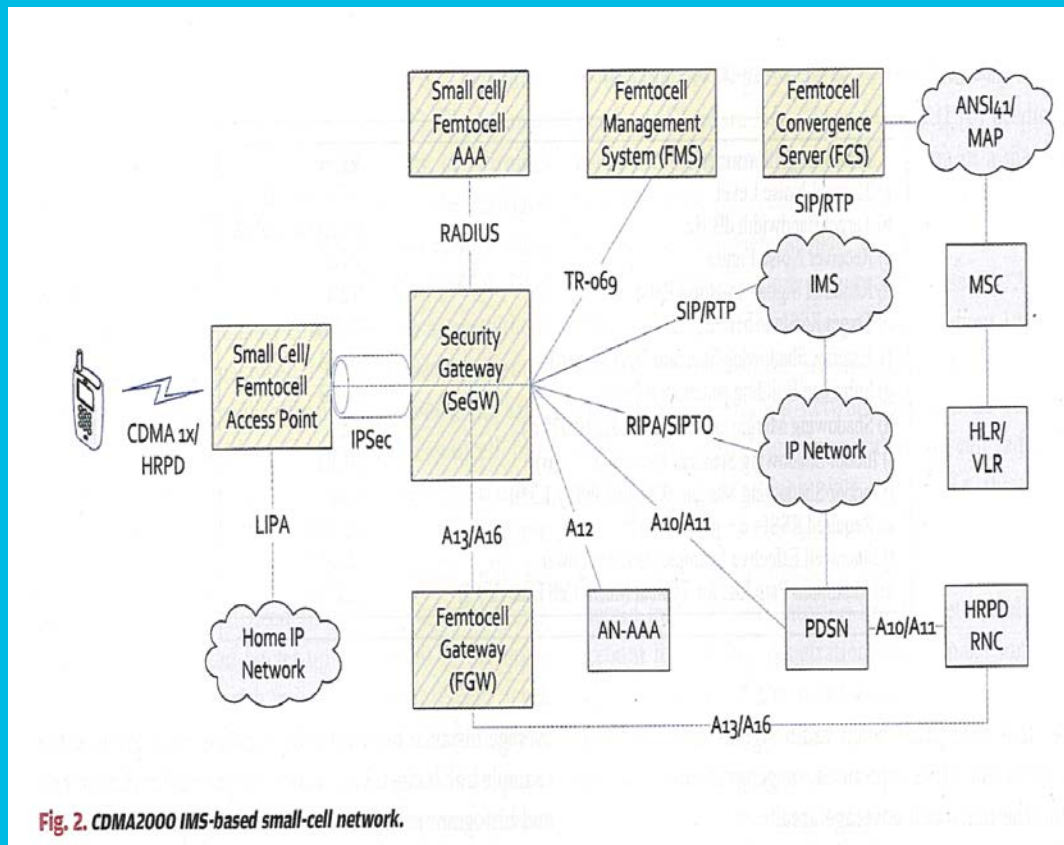 Small cell/
Femtocell
AAA
Femtocell
Management
System (FMS)
Femtocell
Convergence
Server (FCS)
ANSI41/
MAP
RADIUS
TR-069
SIP/RTP
SIP/RTP
IMS
MSC
Small Cell/
Femtocell
Access Point
Security
Gateway
(SeGW)
IPSec
CDMA 1x/
HRPD
RIPA/SIPTO
IP Network
HLR/
VLR
LIPA
A13/A16
A12
A10/A11
Home IP
Network
Femtocell
Gateway
(FGW)
AN-AAA
PDSN
A10/A11
HRPD
RNC
A13/A16
Fig. 2. CDMA2000 IMS-based small-cell network.